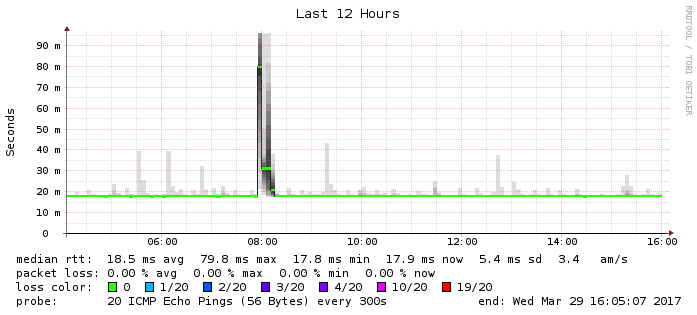 Last 12 Hours
RRDTOOL / TOBI OETIKER
Seconds
90 m
80 m
70 m
60 m
50 m
40 m
30 m
20 m
10 m
0
06:00 08:00 10:00 12:00 14:00 16:00
median rtt: 18.5 ms avg 79.8 ms max 17.8 ms min 17.9 ms now 5.4 ms sd 3.4 am/s
packet loss: 0.00 % avg 0.00 % max 0.00 % min 0.00 % now
loss color: 0 1/20 2/20 3/20 4/20 10/20 19/20
probe: 20 ICMP Echo Pings (56 Bytes) every 300s end: Wed Mar 29 16:05:07 2017